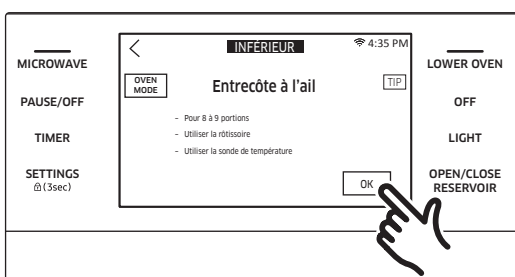 INFÉRIEUR
4:35 PM
OVEN
MODE
Entrecôte à l'ail
TIP
– Pour 8 à 9 portions
– Utiliser la rôtissoire
– Utiliser la sonde de température
OK
MICROWAVE
PAUSE/OFF
TIMER
SETTINGS
(3sec)
LOWER OVEN
OFF
LIGHT
OPEN/CLOSE
RESERVOIR